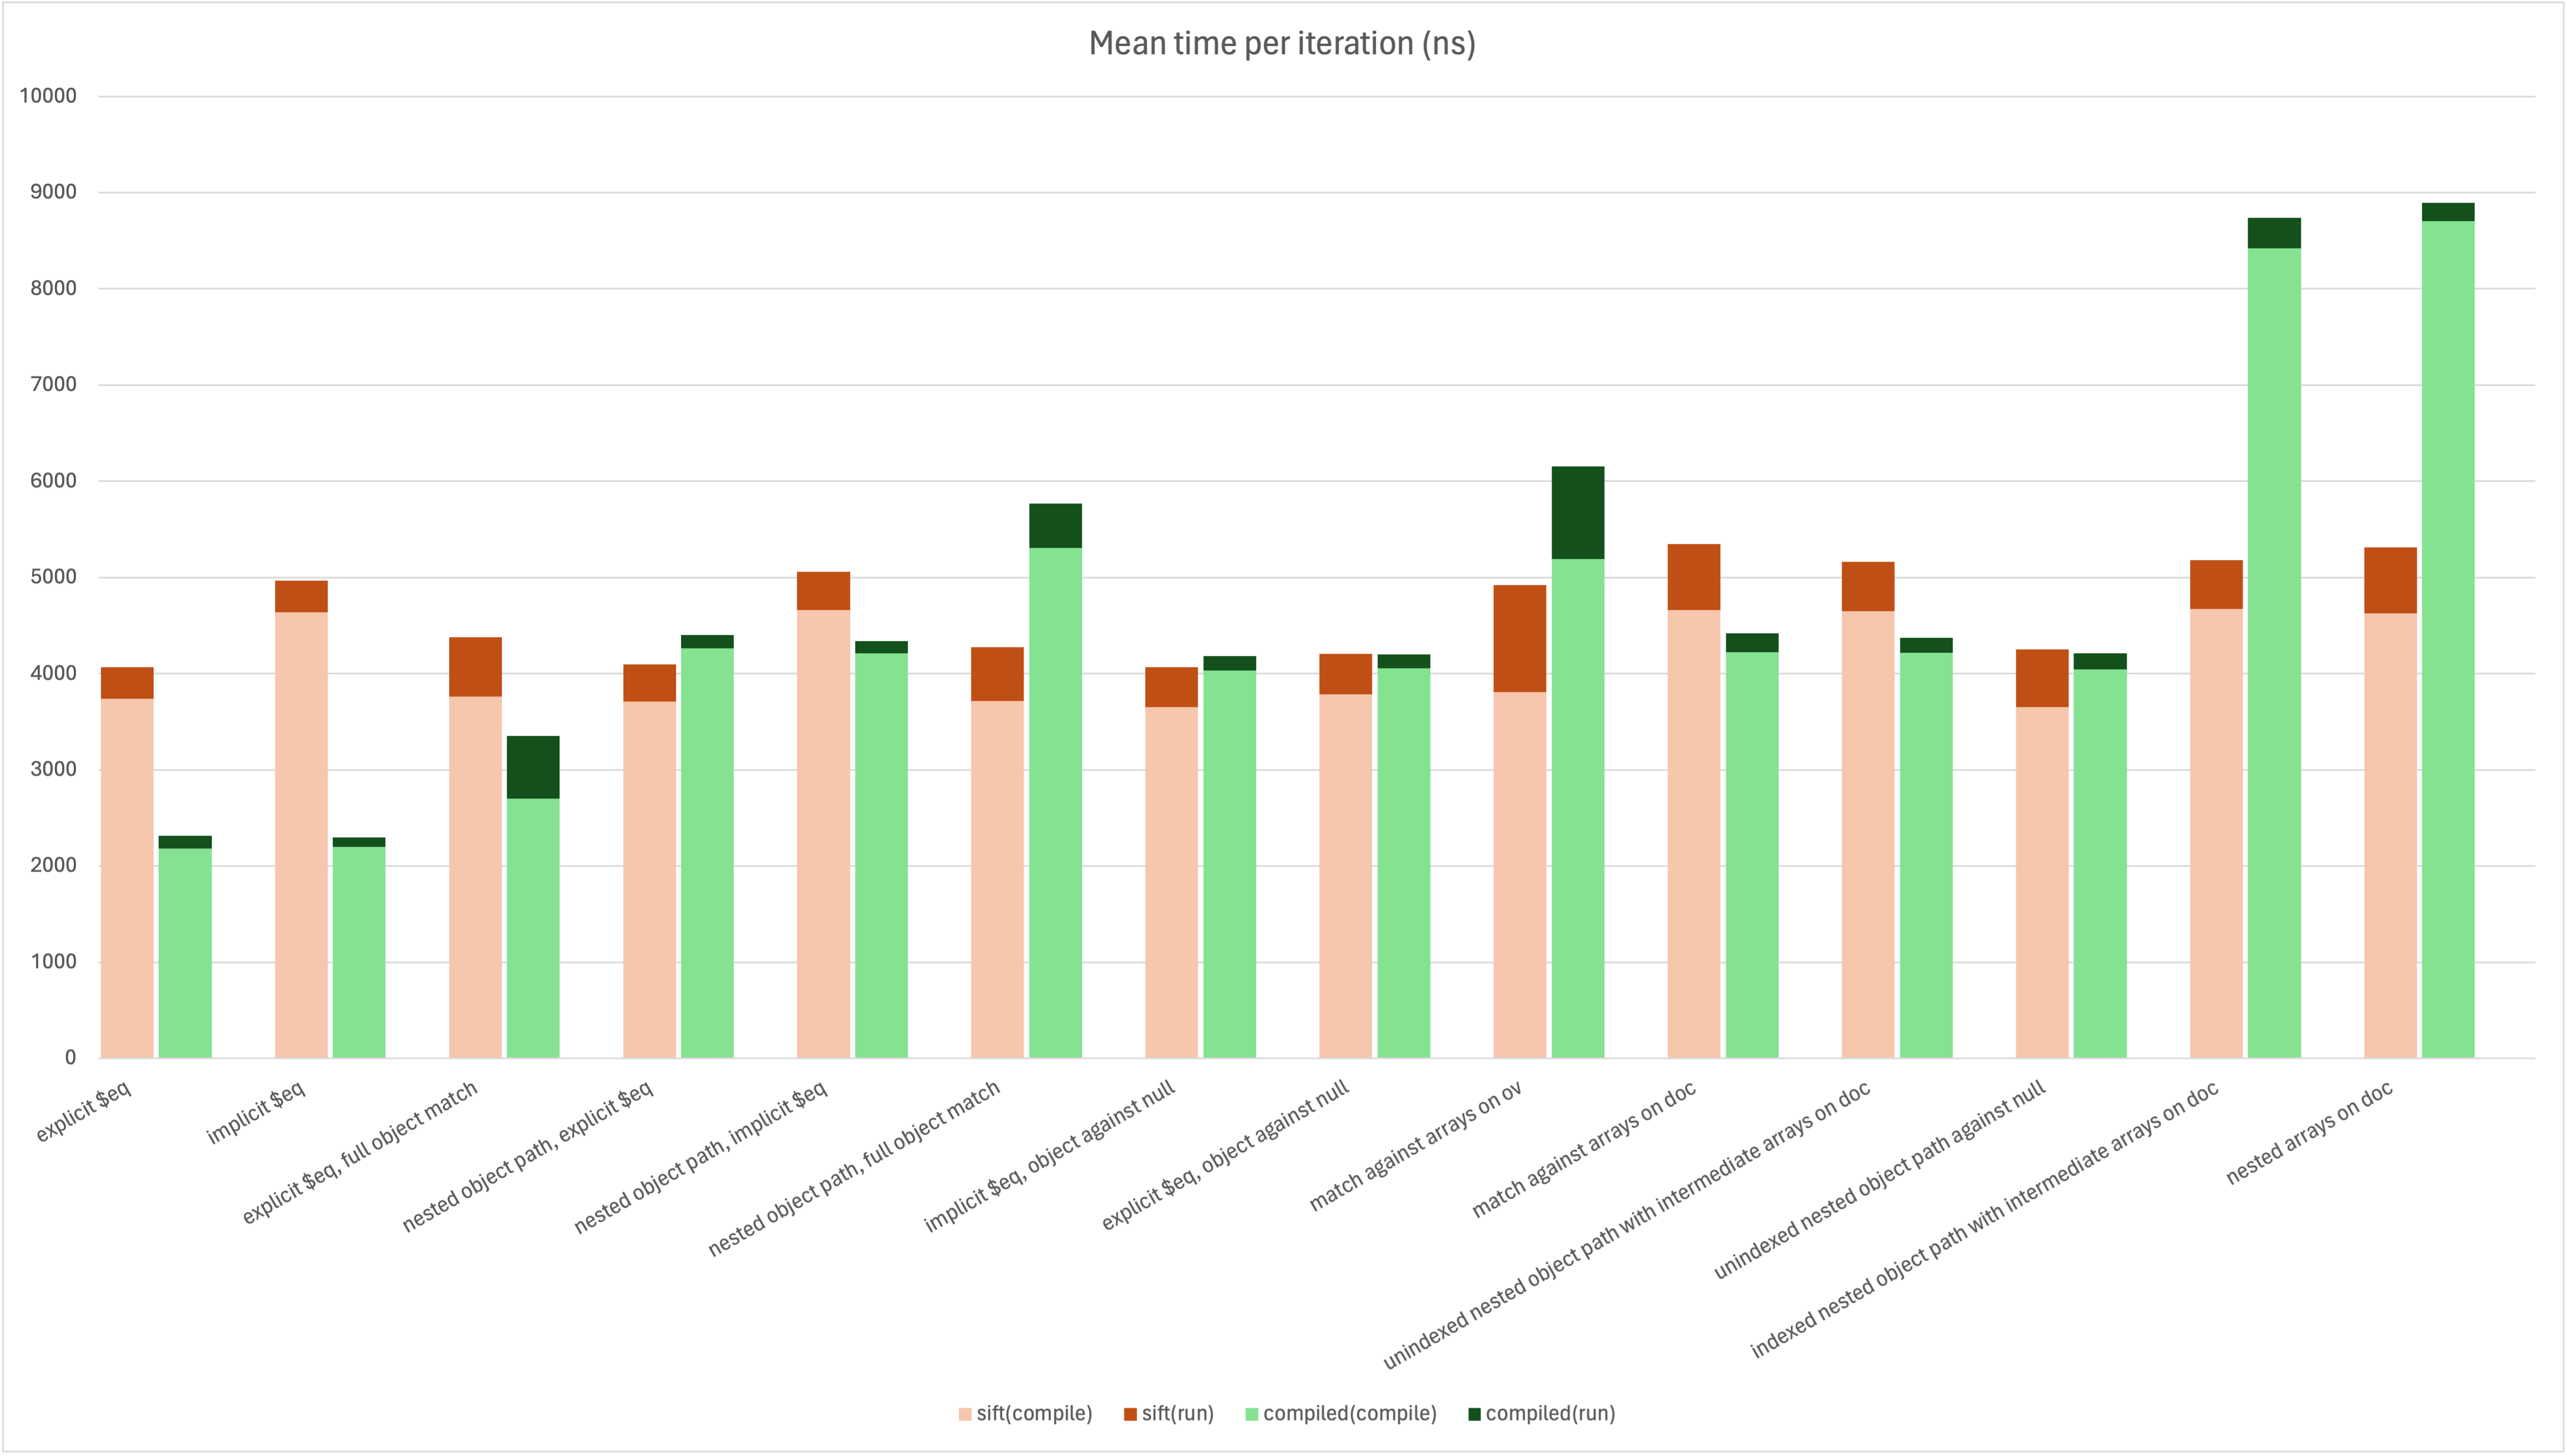 Mean time per iteration (ns)
10000
9000
8000
7000
6000
5000
4000
3000
2000
1000
0
explicit $eq
implicit $eq
explicit $eq, full object match
nested object path, explicit $eq
nested object path, implicit $eq
nested object path, full object match
implicit $eq, object against null
explicit $eq, object against null
match against arrays on ov
match against arrays on doc
unindexed nested object path with intermediate arrays on doc
unindexed nested object path against null
indexed nested object path with intermediate arrays on doc
nested arrays on doc
sift(compile) sift(run) compiled(compile) compiled(run)